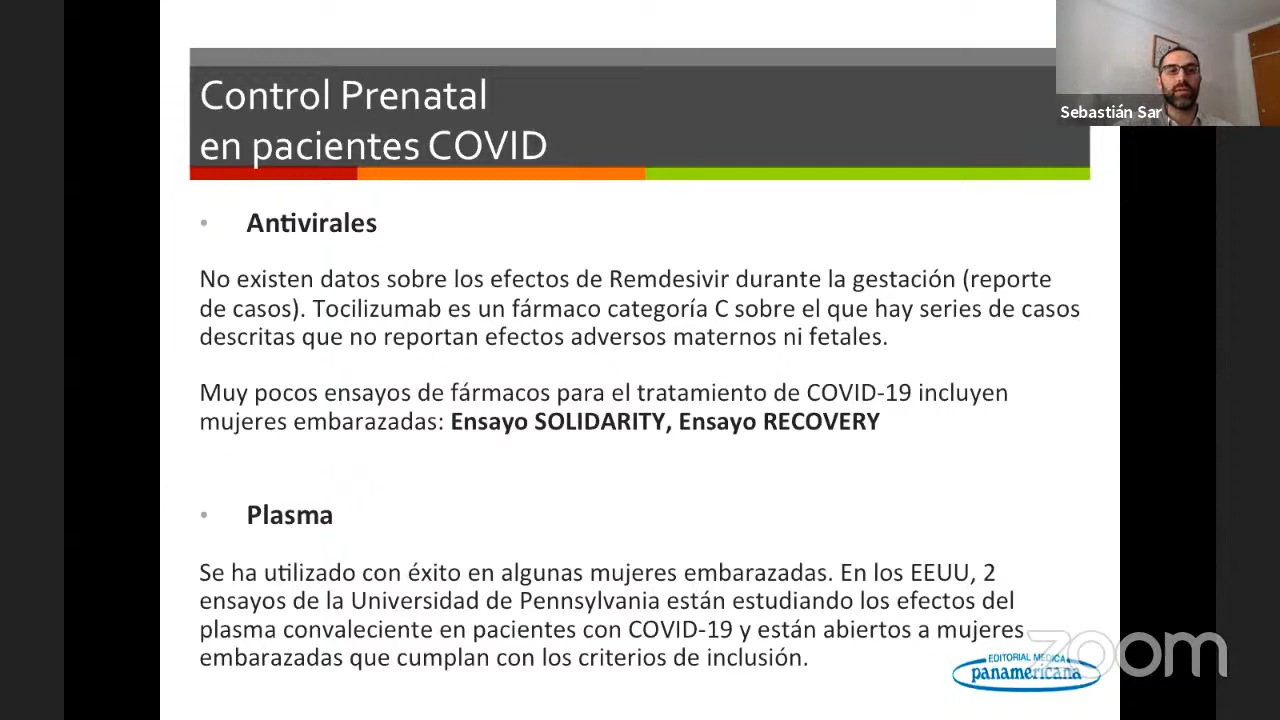 Control Prenatal
en pacientes COVID
Sebastián Sar
• Antivirales
No existen datos sobre los efectos de Remdesivir durante la gestación (reporte
de casos). Tocilizumab es un fármaco categoría C sobre el que hay series de casos
descritas que no reportan efectos adversos maternos ni fetales.
Muy pocos ensayos de fármacos para el tratamiento de COVID-19 incluyen
mujeres embarazadas: Ensayo SOLIDARITY, Ensayo RECOVERY
• Plasma
Se ha utilizado con éxito en algunas mujeres embarazadas. En los EEUU, 2
ensayos de la Universidad de Pennsylvania están estudiando los efectos del
plasma convaleciente en pacientes con COVID-19 y están abiertos a mujeres
embarazadas que cumplan con los criterios de inclusión.
EDITORIAL MEDICA
panamericana
zoom